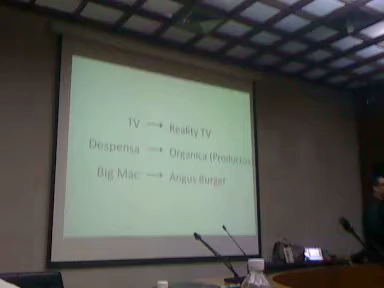 TV → Reality TV
Despensa → Organica (Productos
Big Mac → Angus Burger